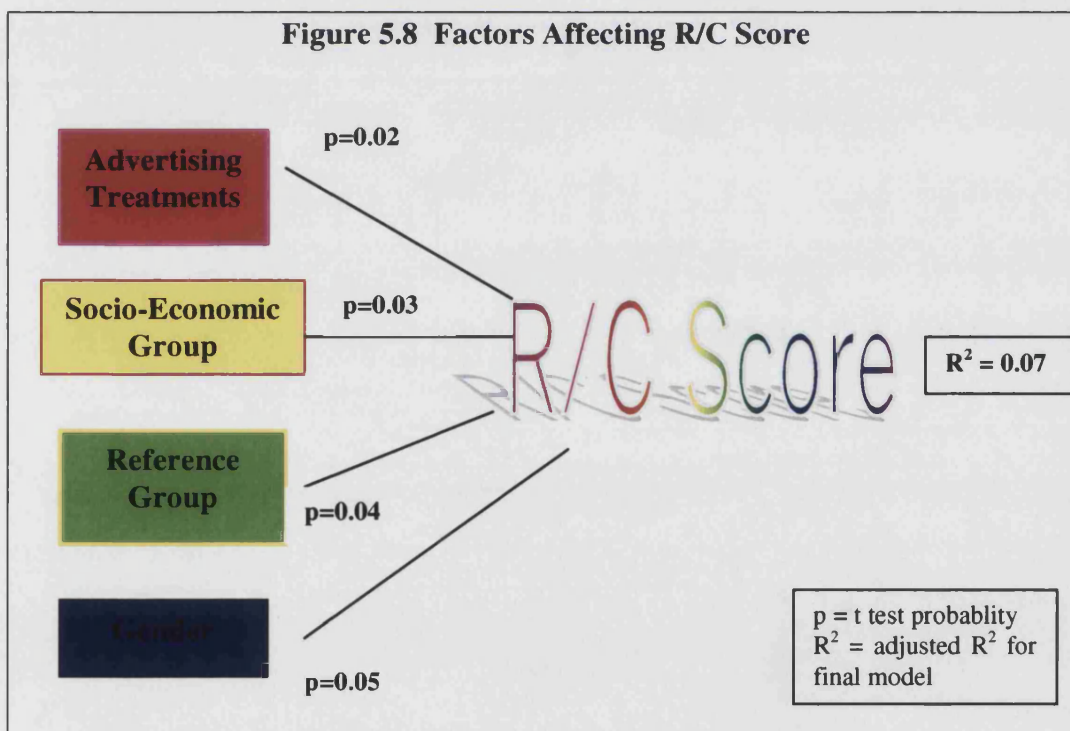 Figure 5.8 Factors Affecting R/C Score
Advertising
Treatments
p=0.02
Socio-Economic
Group
p=0.03
R/C Score
R² = 0.07
Reference
Group
p=0.04
Gender
p=0.05
p = t test probablity
R² = adjusted R² for
final model